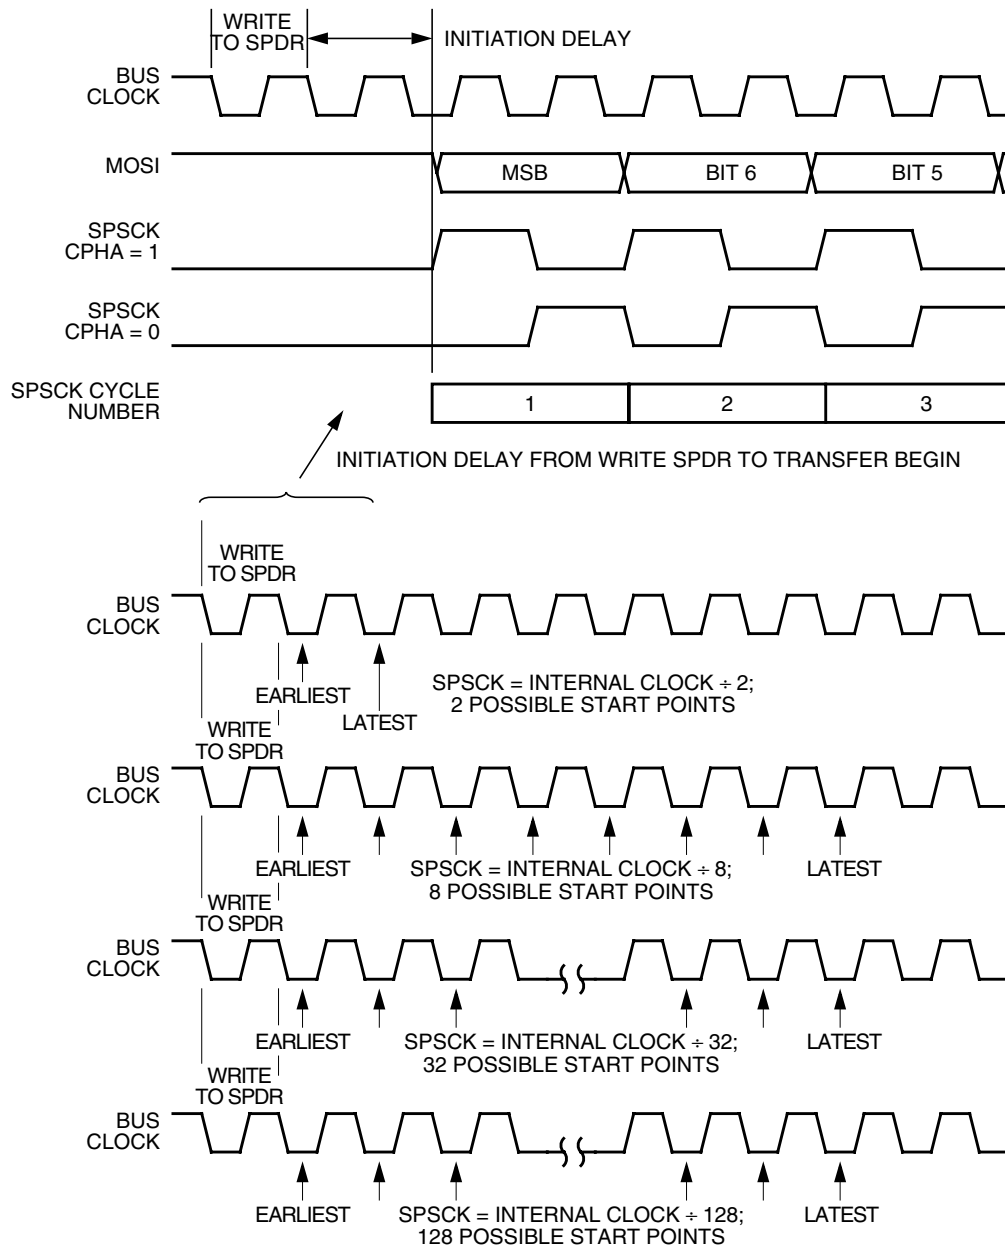 WRITE
TO SPDR
INITIATION DELAY
BUS
CLOCK
MOSI
MSB
BIT 6
BIT 5
SPSCK
CPHA = 1
SPSCK
CPHA = 0
SPSCK CYCLE
NUMBER
1
2
3
INITIATION DELAY FROM WRITE SPDR TO TRANSFER BEGIN
WRITE
TO SPDR
BUS
CLOCK
EARLIEST
LATEST
SPSCK = INTERNAL CLOCK ÷ 2;
2 POSSIBLE START POINTS
WRITE
TO SPDR
BUS
CLOCK
EARLIEST
SPSCK = INTERNAL CLOCK ÷ 8;
8 POSSIBLE START POINTS
LATEST
WRITE
TO SPDR
BUS
CLOCK
EARLIEST
SPSCK = INTERNAL CLOCK ÷ 32;
32 POSSIBLE START POINTS
LATEST
WRITE
TO SPDR
BUS
CLOCK
EARLIEST
SPSCK = INTERNAL CLOCK ÷ 128;
128 POSSIBLE START POINTS
LATEST